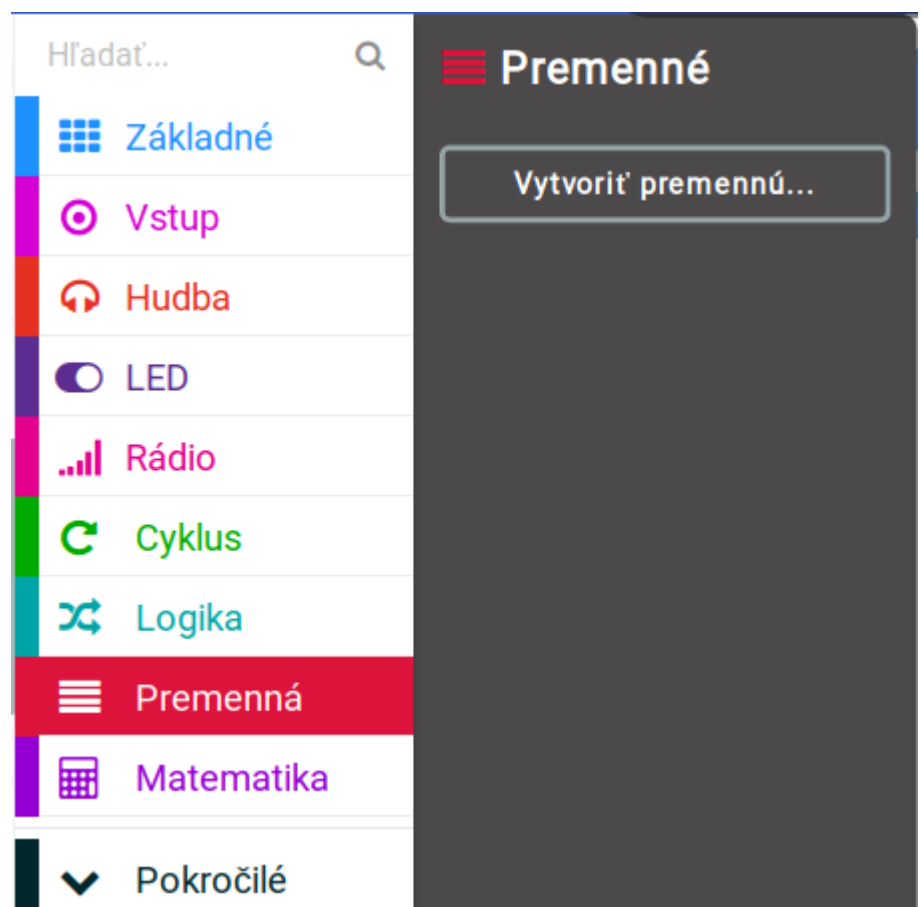 Hľadať...
Základné
Vstup
Hudba
LED
Rádio
Cyklus
Logika
Premenná
Matematika
Pokročilé
Premenné
Vytvoriť premennú...